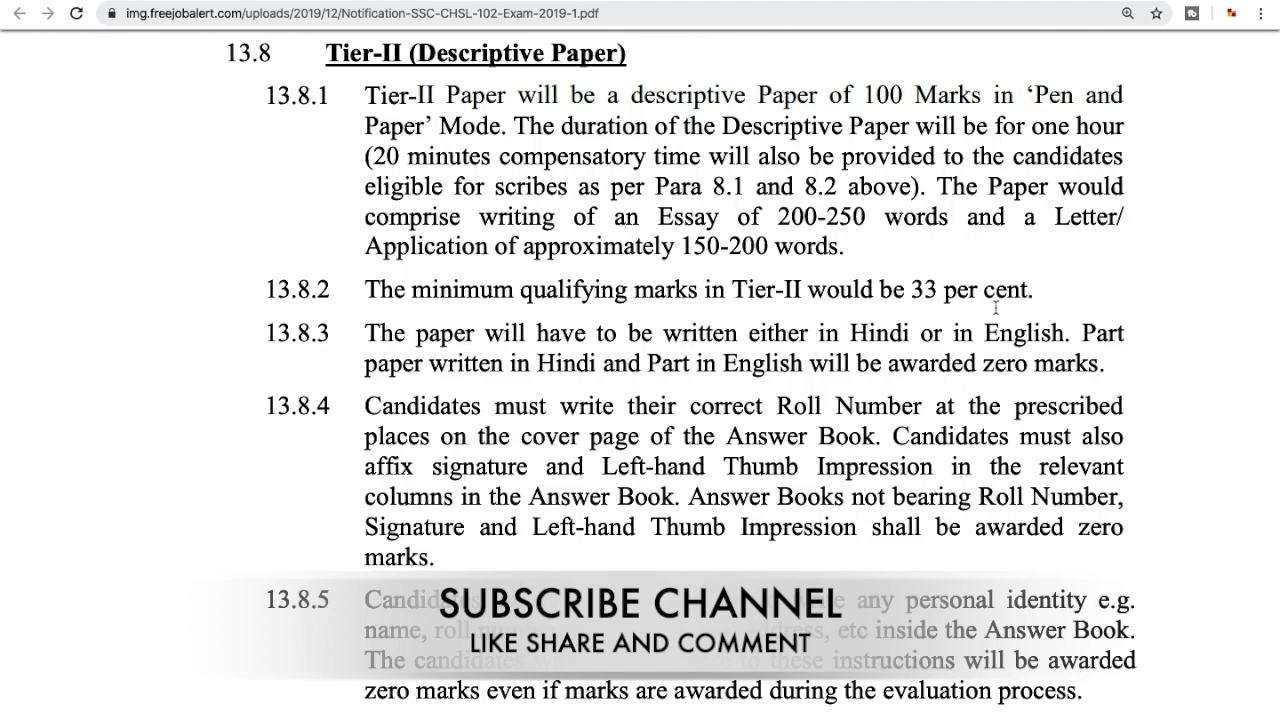 img.freejobalert.com/uploads/2019/12/Notification-SSC-CHSL-102-Exam-2019-1.pdf
13.8 Tier-II (Descriptive Paper)
13.8.1 Tier-II Paper will be a descriptive Paper of 100 Marks in ‘Pen and
Paper’ Mode. The duration of the Descriptive Paper will be for one hour
(20 minutes compensatory time will also be provided to the candidates
eligible for scribes as per Para 8.1 and 8.2 above). The Paper would
comprise writing of an Essay of 200-250 words and a Letter/
Application of approximately 150-200 words.
13.8.2 The minimum qualifying marks in Tier-II would be 33 per cent.
13.8.3 The paper will have to be written either in Hindi or in English. Part
paper written in Hindi and Part in English will be awarded zero marks.
13.8.4 Candidates must write their correct Roll Number at the prescribed
places on the cover page of the Answer Book. Candidates must also
affix signature and Left-hand Thumb Impression in the relevant
columns in the Answer Book. Answer Books not bearing Roll Number,
Signature and Left-hand Thumb Impression shall be awarded zero
marks.
13.8.5 any personal identity e.g.
SUBSCRIBE CHANNEL
name, etc inside the Answer Book.
LIKE SHARE AND COMMENT
The these instructions will be awarded
zero marks even if marks are awarded during the evaluation process.